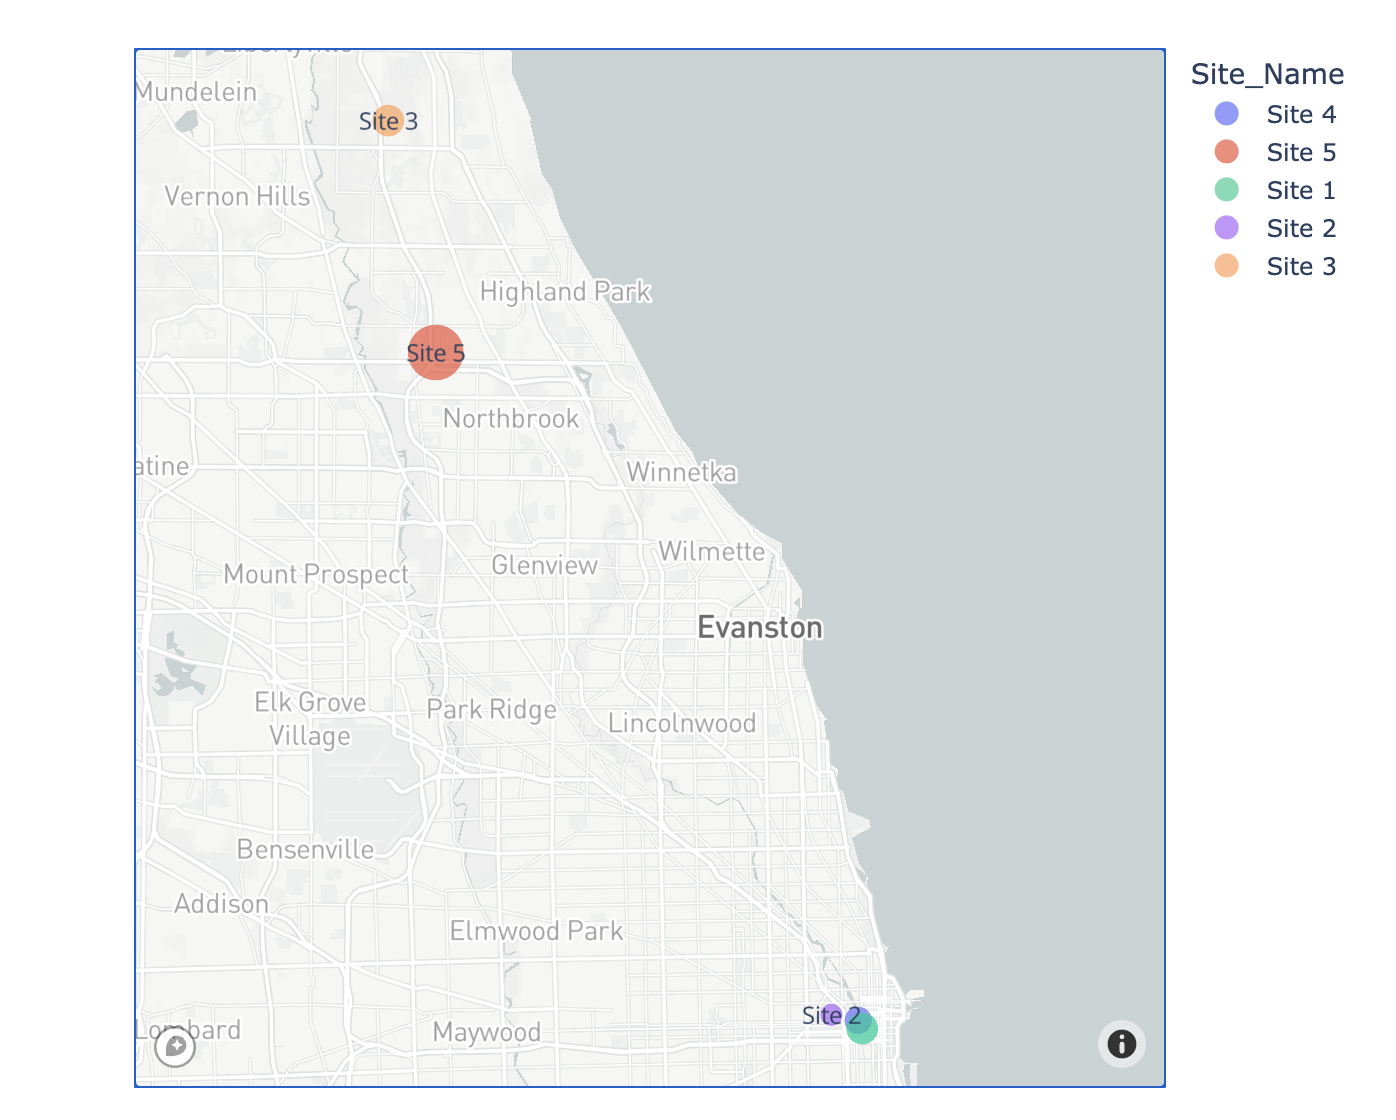 Libertyville
Site_Name
Mundelein
Site 4
Site 3
Site 5
Vernon Hills
Site 1
Site 2
Site 3
Highland Park
Site 5
Northbrook
atine
Winnetka
Wilmette
Glenview
Mount Prospect
Evanston
Elk Grove
Village
Park Ridge
Lincolnwood
Bensenville
Addison
Elmwood Park
Site 2
Lombard
Maywood